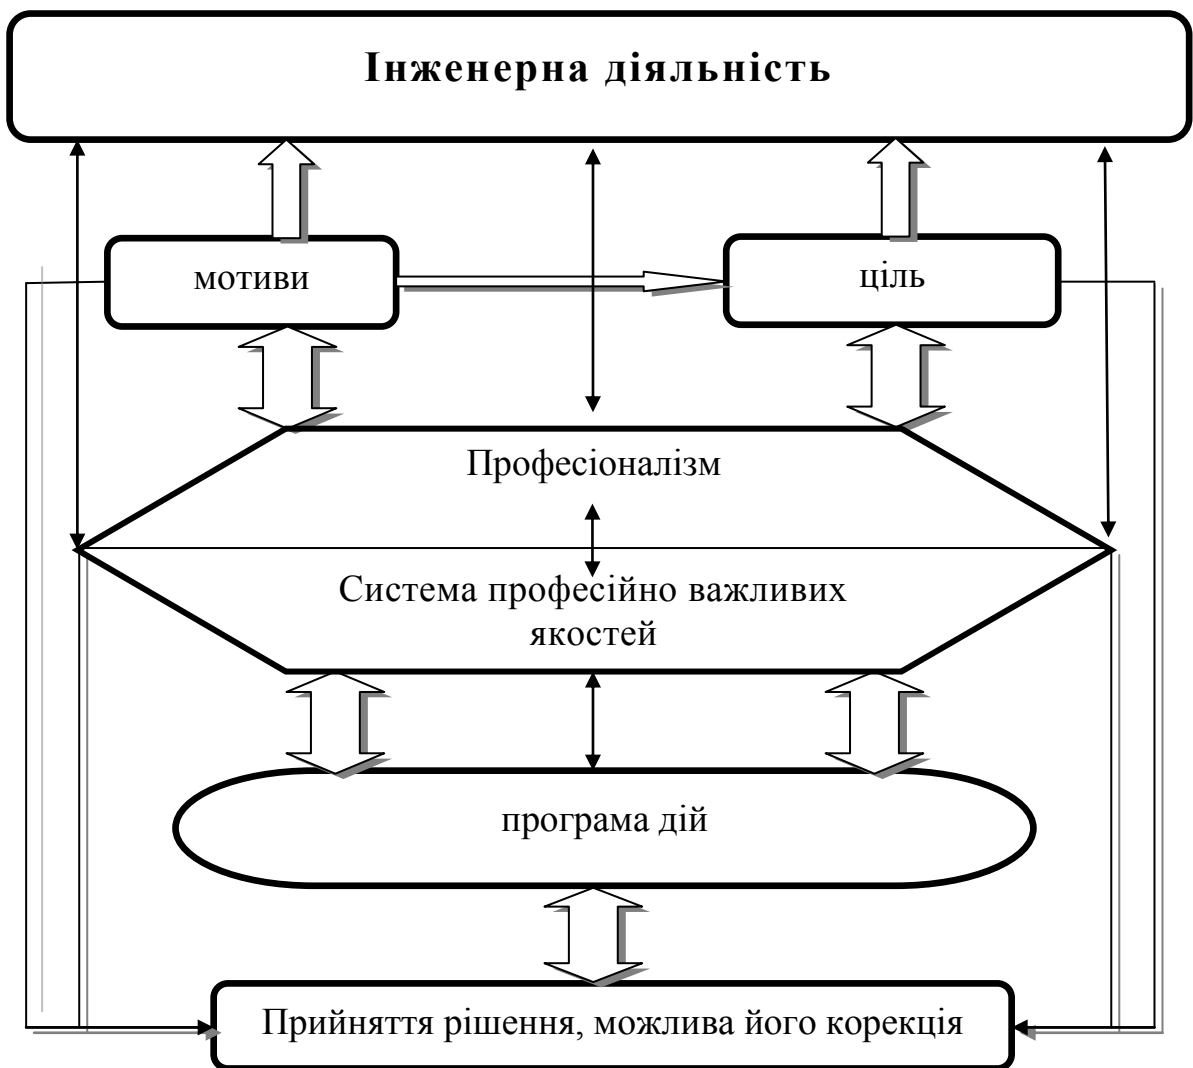 Інженерна діяльність
мотиви
ціль
Професіоналізм
Система професійно важливих
якостей
програма дій
Прийняття рішення, можлива його корекція